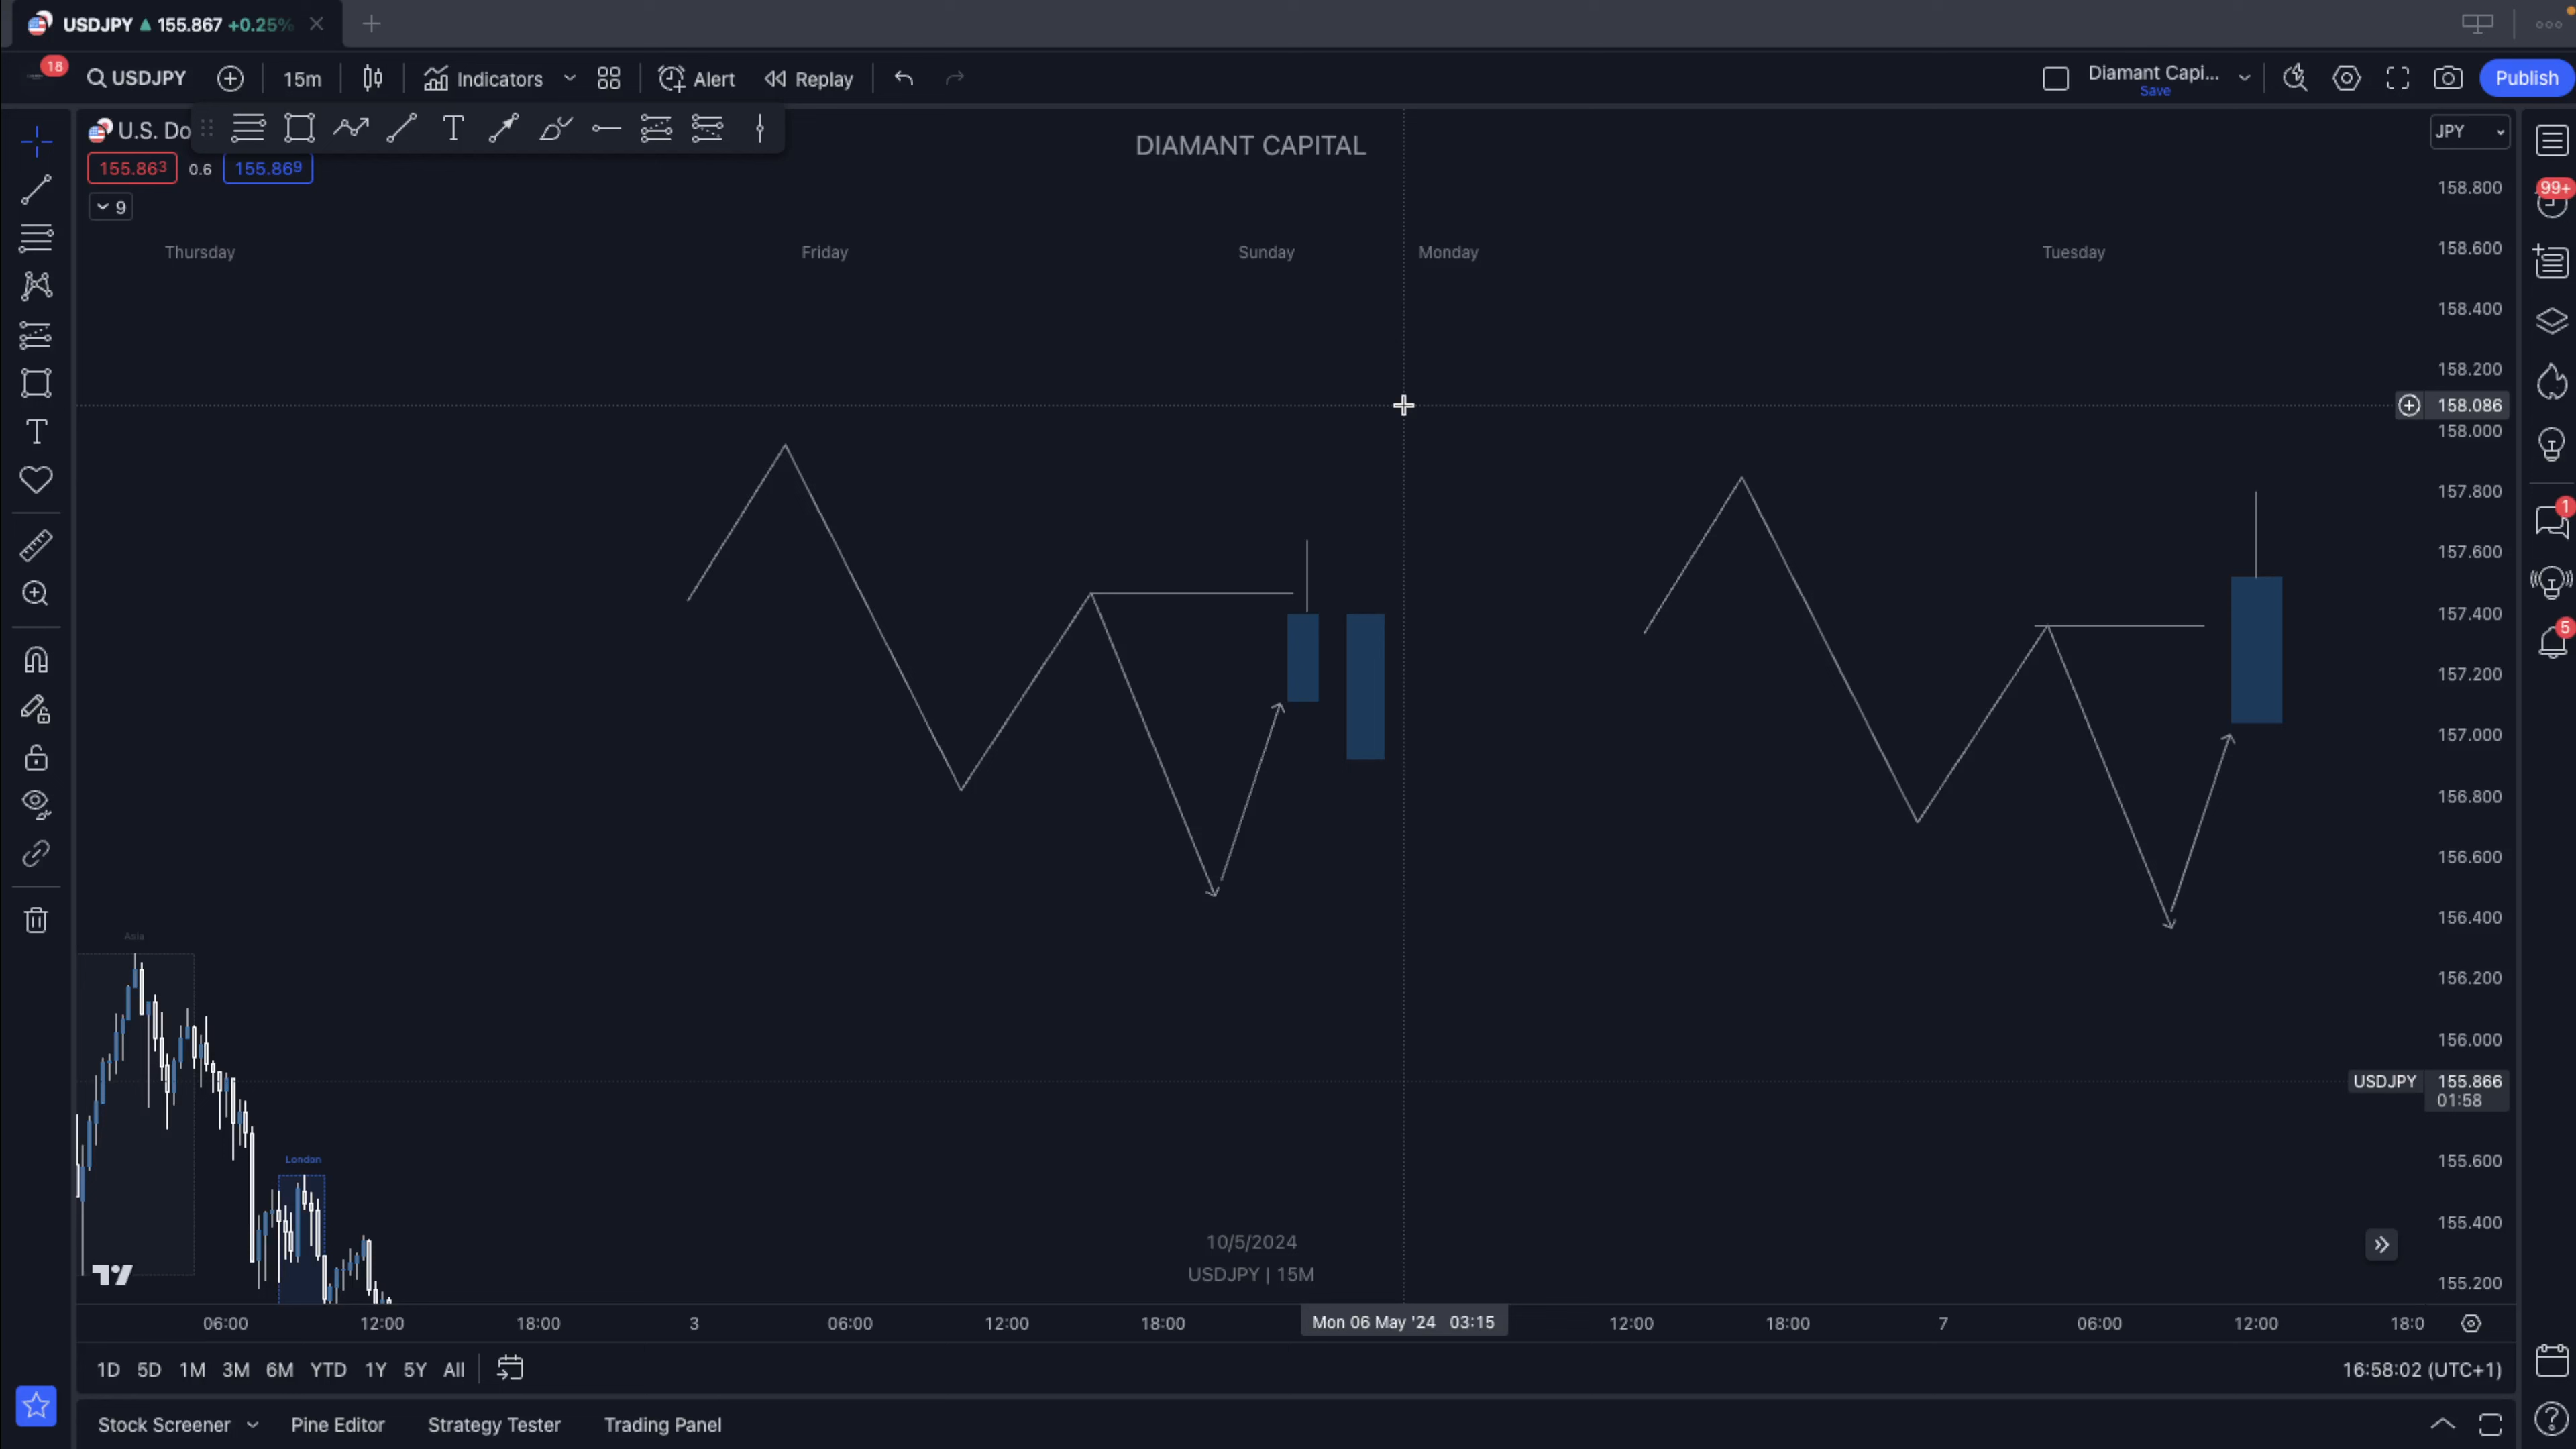 USDJPY ▲ 155.867 +0.25%
18
USDJPY
15m
Indicators
Alert
Replay
Diamant Capi...
Save
Publish
U.S. Do
DIAMANT CAPITAL
JPY
155.863
0.6
155.869
9
99+
1
5
Thursday
Friday
Sunday
Monday
Tuesday
158.800
158.600
158.400
158.200
158.086
158.000
157.800
157.600
157.400
157.200
157.000
156.800
156.600
156.400
156.200
156.000
USDJPY 155.866
01:58
155.600
155.400
155.200
Asia
London
10/5/2024
USDJPY | 15M
06:00 12:00 18:00 3 06:00 12:00 18:00 Mon 06 May '24 03:15 12:00 18:00 7 06:00 12:00 18:0
1D 5D 1M 3M 6M YTD 1Y 5Y All
16:58:02 (UTC+1)
Stock Screener Pine Editor Strategy Tester Trading Panel